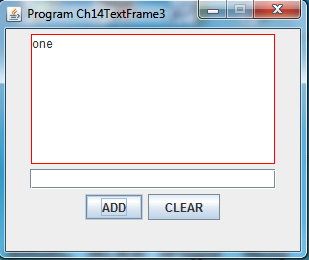 Program Ch14TextFrame3
one
ADD CLEAR